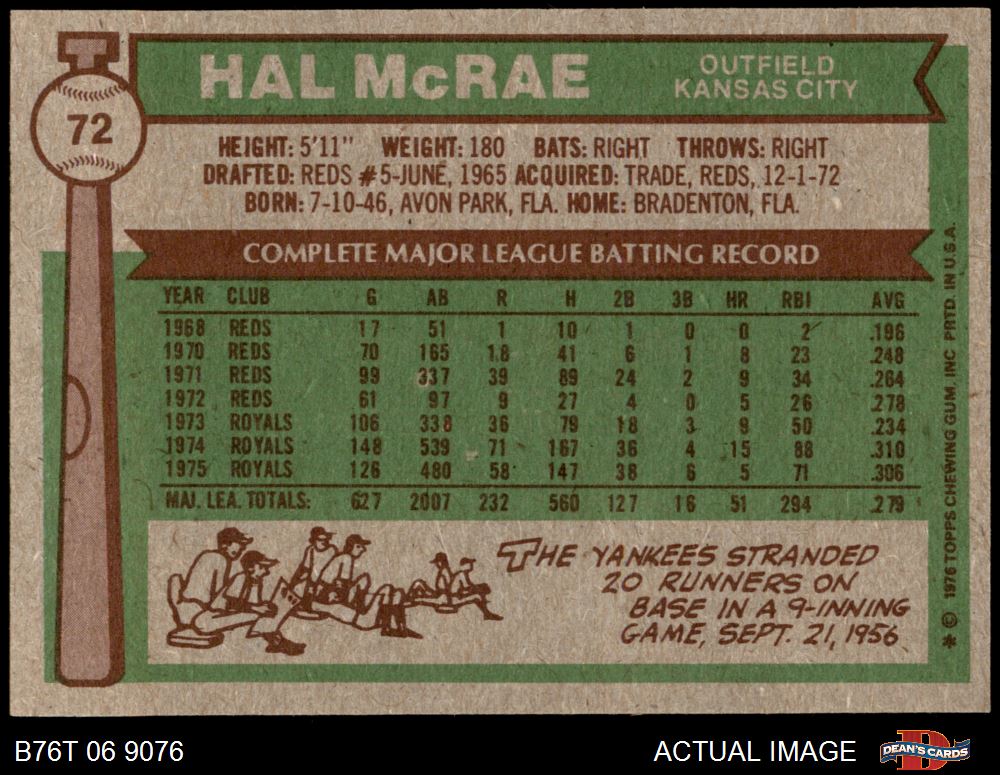 72
HAL McRAE
OUTFIELD
KANSAS CITY
HEIGHT: 5'11" WEIGHT: 180 BATS: RIGHT THROWS: RIGHT
DRAFTED: REDS #5-JUNE, 1965 ACQUIRED: TRADE, REDS, 12-1-72
BORN: 7-10-46, AVON PARK, FLA. HOME: BRADENTON, FLA.
COMPLETE MAJOR LEAGUE BATTING RECORD
YEAR CLUB G AB R H 2B 3B HR RBI AVG
1968 REDS 17 51 1 10 1 0 0 2 .196
1970 REDS 70 165 18 41 6 1 8 23 .248
1971 REDS 99 337 39 89 24 2 9 34 .264
1972 REDS 61 97 9 27 4 0 5 26 .278
1973 ROYALS 106 338 36 79 18 3 9 50 .234
1974 ROYALS 148 539 71 167 36 4 15 88 .310
1975 ROYALS 126 480 58 147 38 6 5 71 .306
MAJ. LEA. TOTALS: 627 2007 232 560 127 16 51 294 .279
THE YANKEES STRANDED
20 RUNNERS ON
BASE IN A 9-INNING
GAME, SEPT. 21, 1956
* © 1976 TOPPS CHEWING GUM, INC PRTD. IN U.S.A.
B76T 06 9076
ACTUAL IMAGE
D
DEAN'S CARDS